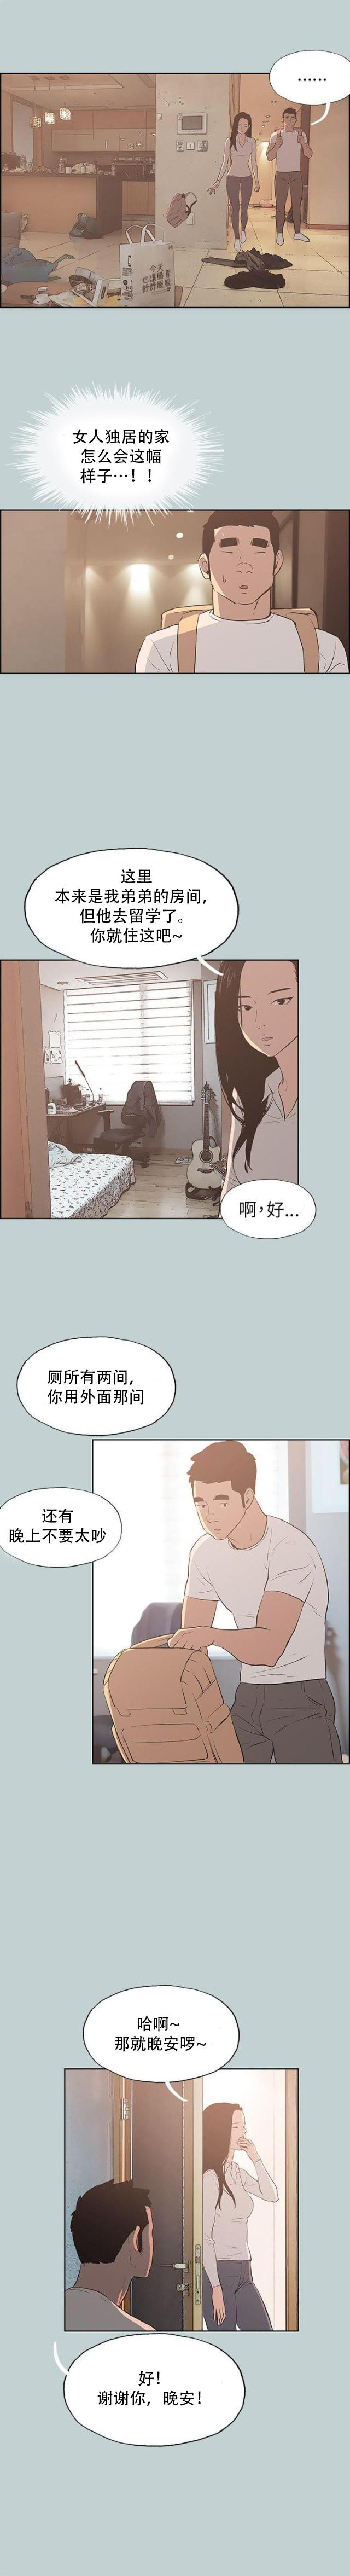 ......
女人独居的家
怎么会这幅
样子…！！
这里
本来是我弟弟的房间，
但他去留学了。
你就住这吧~
啊，好...
厕所有两间，
你用外面那间
还有
晚上不要太吵
哈啊~
那就晚安啰~
好！
谢谢你，晚安！